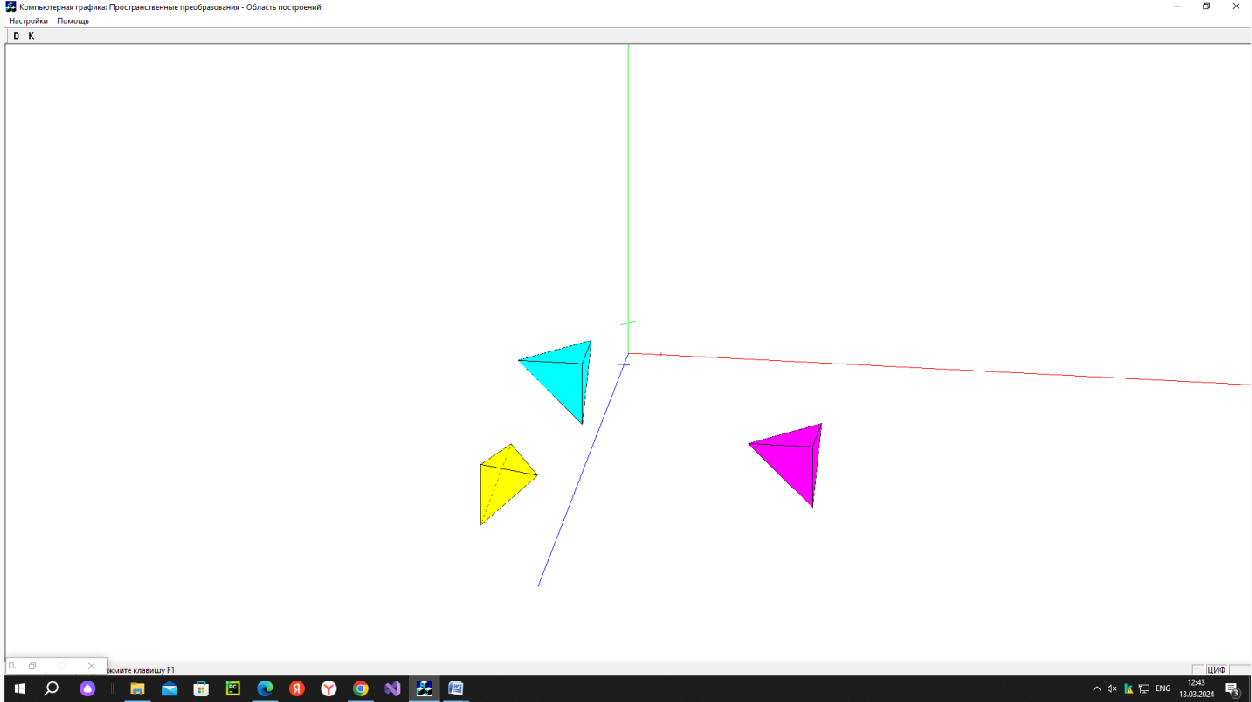 Компьютерная графика: Пространственные преобразования - Область построений
Настройки Помощь
D K
П.
жмите клавишу F1
ЦИФ
ENG
12:43
13.03.2024